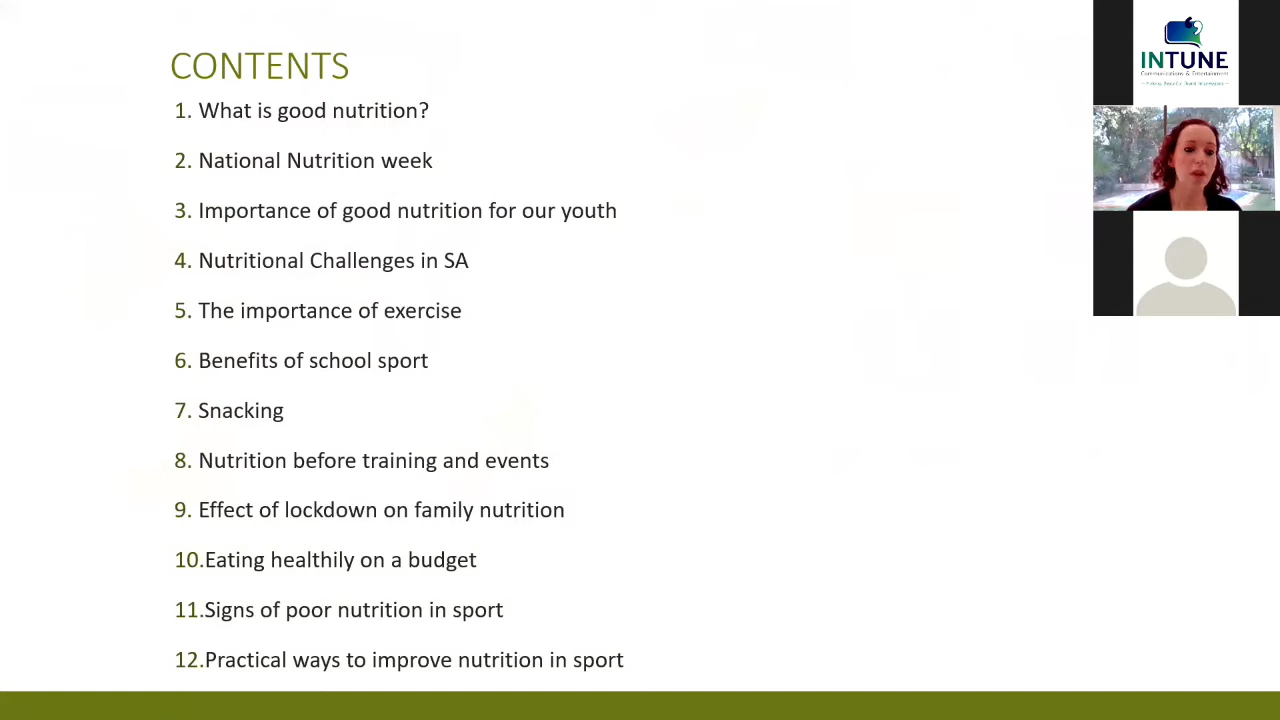 CONTENTS
1. What is good nutrition?
2. National Nutrition week
3. Importance of good nutrition for our youth
4. Nutritional Challenges in SA
5. The importance of exercise
6. Benefits of school sport
7. Snacking
8. Nutrition before training and events
9. Effect of lockdown on family nutrition
10.Eating healthily on a budget
11.Signs of poor nutrition in sport
12.Practical ways to improve nutrition in sport
INTUNE
Communications & Entertainment